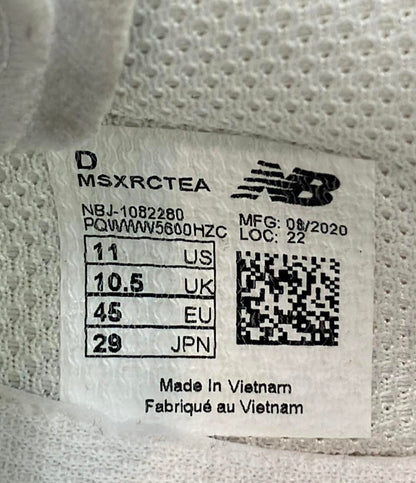 D
MSXRCTEA
NB
NBJ-1082280
MFG: 08/2020
LOC: 22
11 US
10.5 UK
45 EU
29 JPN
Made In Vietnam
Fabriqué au Vietnam